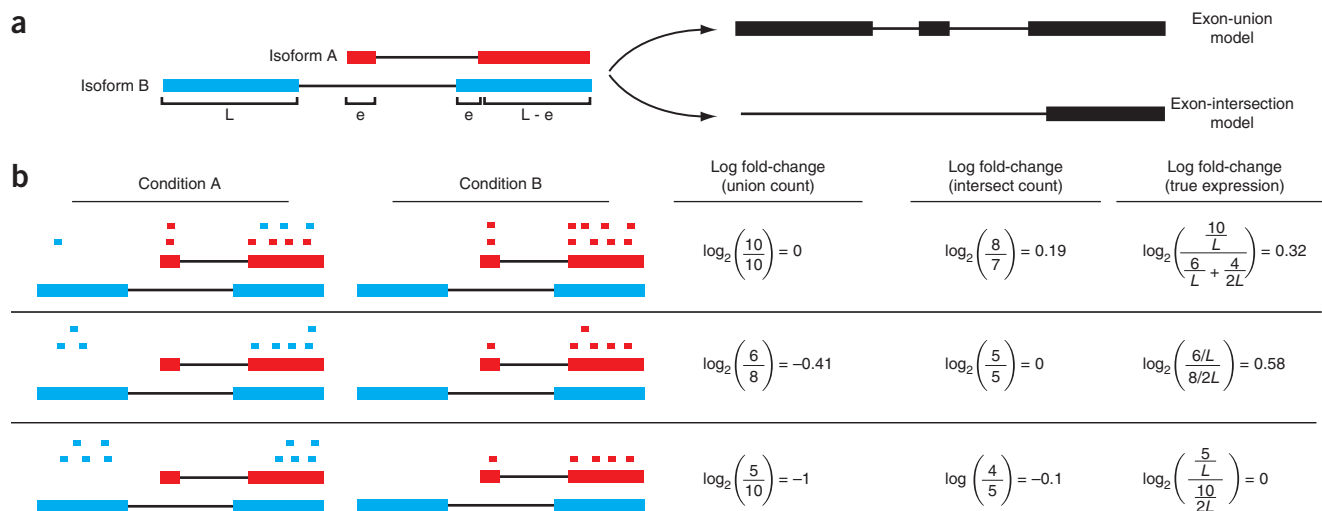 a
Isoform A
Isoform B
L
e
e
L - e
Exon-union
model
Exon-intersection
model
b
Condition A
Condition B
Log fold-change
(union count)
Log fold-change
(intersect count)
Log fold-change
(true expression)
log₂(10/10) = 0
log₂(8/7) = 0.19
log₂((10/L)/(6/L + 4/2L)) = 0.32
log₂(6/8) = –0.41
log₂(5/5) = 0
log₂((6/L)/(8/2L)) = 0.58
log₂(5/10) = –1
log(4/5) = –0.1
log₂((5/L)/(10/2L)) = 0